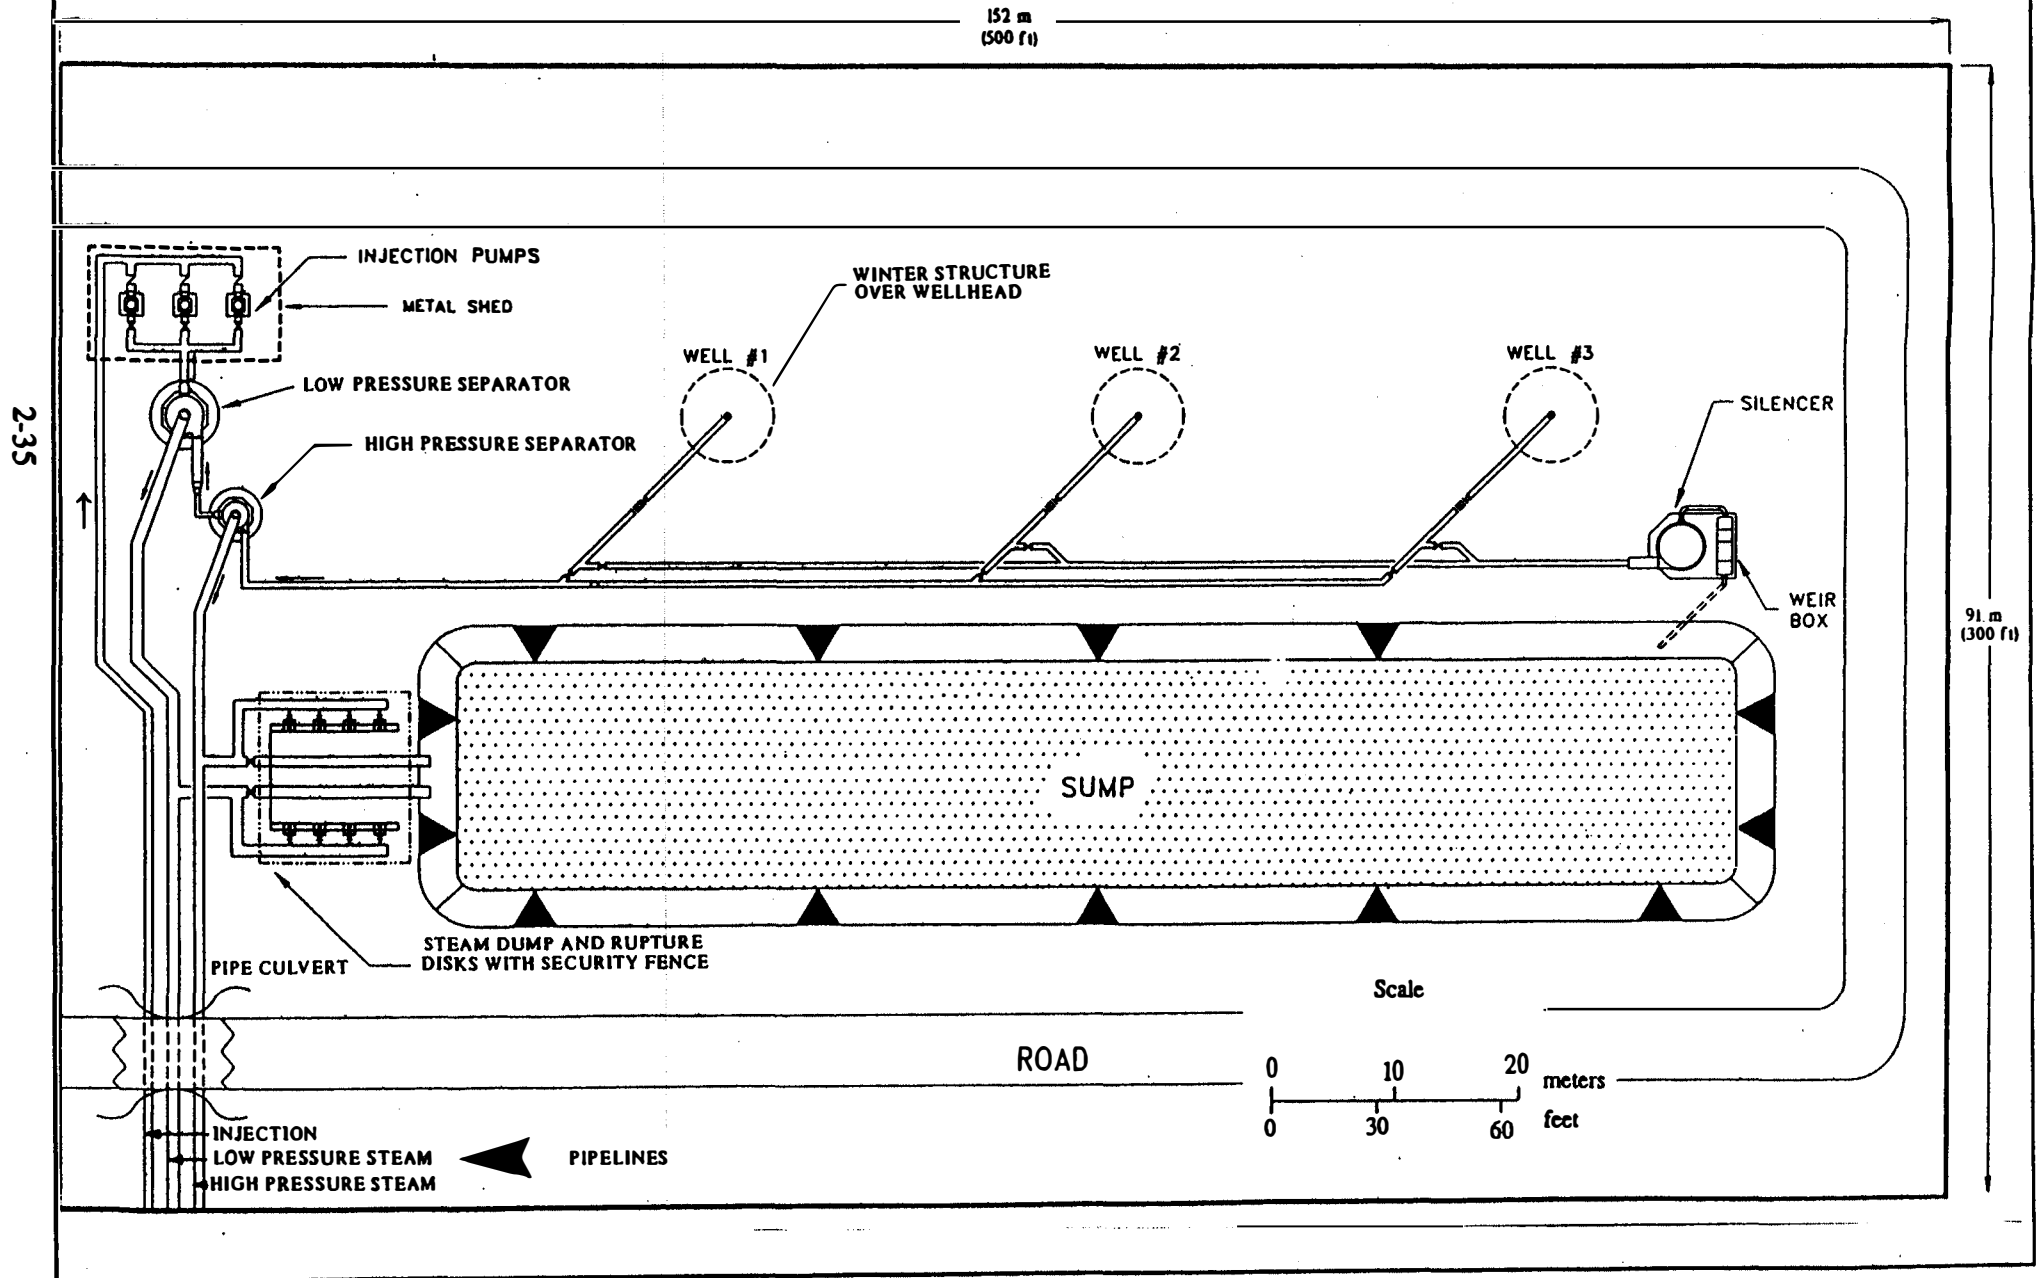 152 m
(500 ft)
INJECTION PUMPS
METAL SHED
WINTER STRUCTURE
OVER WELLHEAD
WELL #1
WELL #2
WELL #3
LOW PRESSURE SEPARATOR
SILENCER
2-35
HIGH PRESSURE SEPARATOR
WEIR
BOX
91 m
(300 ft)
SUMP
STEAM DUMP AND RUPTURE
DISKS WITH SECURITY FENCE
PIPE CULVERT
Scale
ROAD
0 10 20 meters
0 30 60 feet
INJECTION
LOW PRESSURE STEAM
PIPELINES
HIGH PRESSURE STEAM